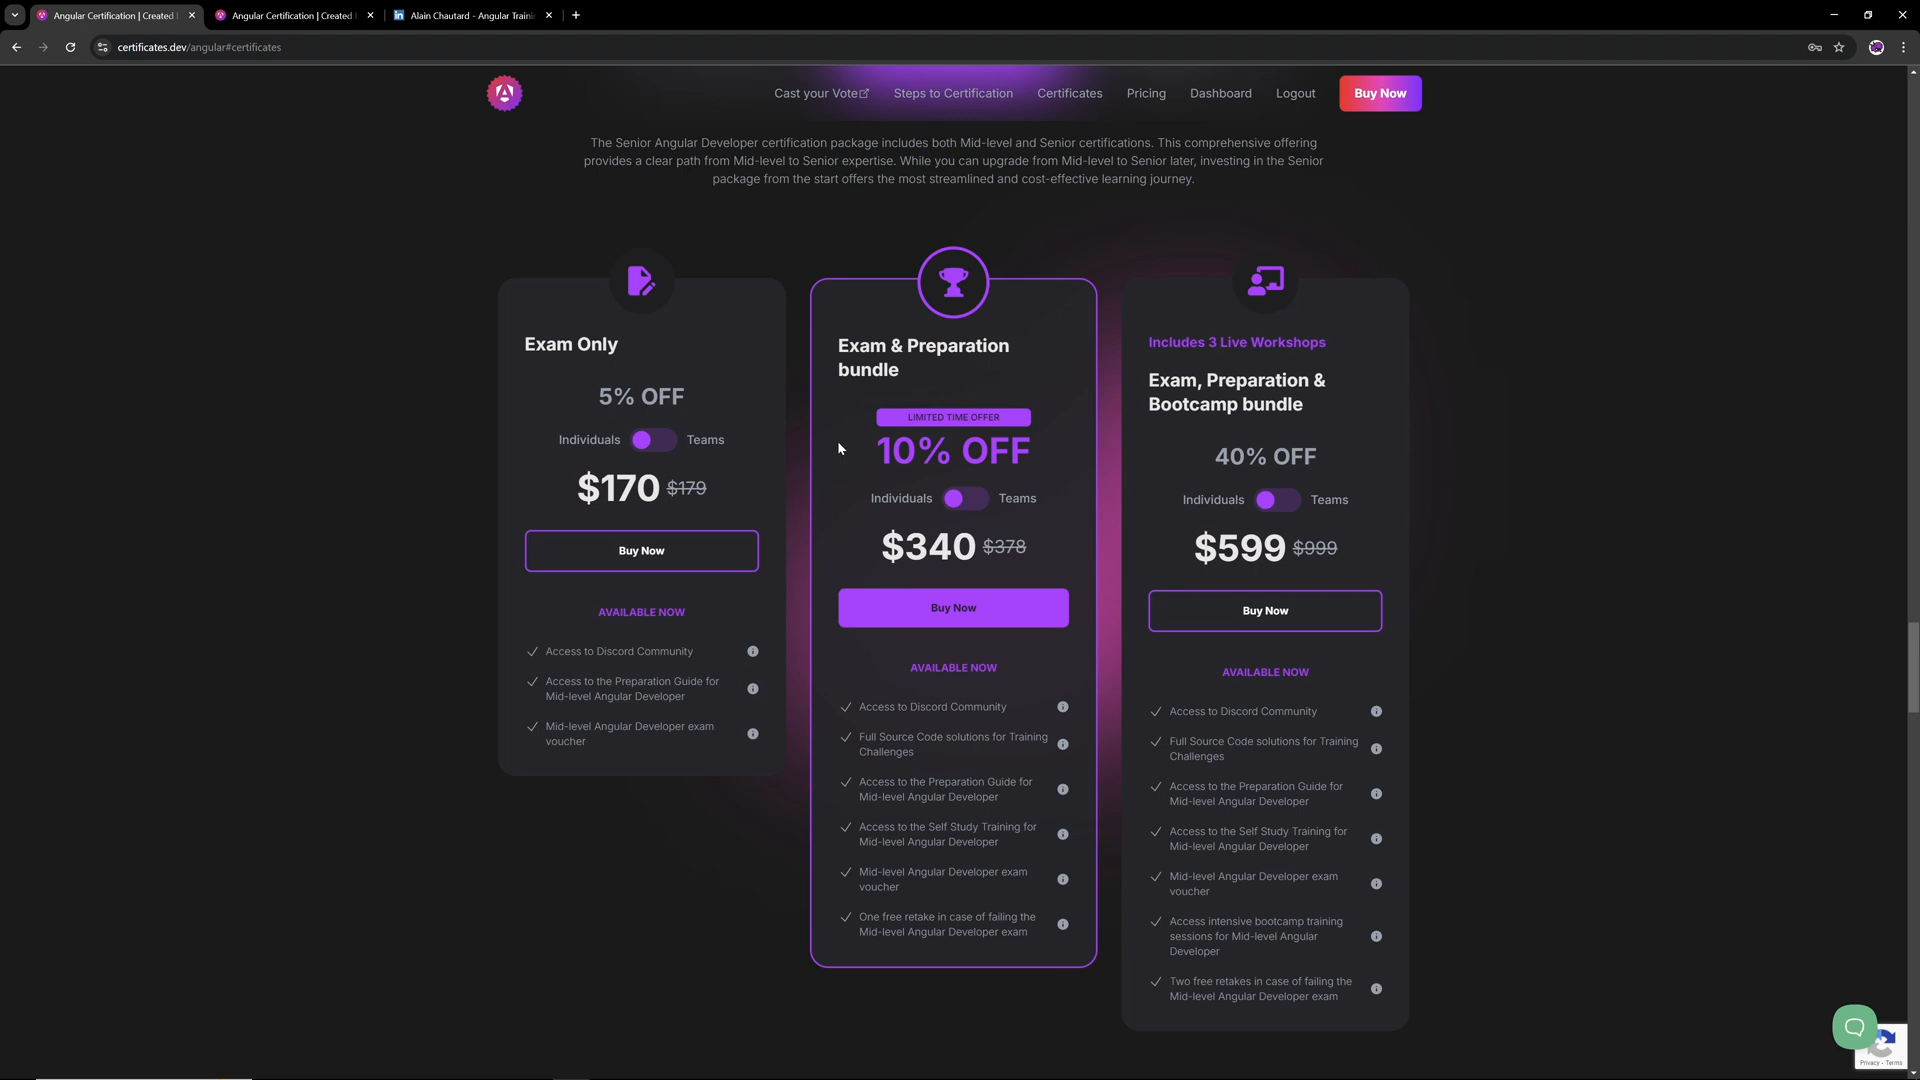 Angular Certification | Created
Angular Certification | Created
Alain Chautard - Angular Traini
certificates.dev/angular#certificates
Cast your Vote
Steps to Certification
Certificates
Pricing
Dashboard
Logout
Buy Now
The Senior Angular Developer certification package includes both Mid-level and Senior certifications. This comprehensive offering
provides a clear path from Mid-level to Senior expertise. While you can upgrade from Mid-level to Senior later, investing in the Senior
package from the start offers the most streamlined and cost-effective learning journey.
Exam Only
5% OFF
Individuals
Teams
$170 $179
Buy Now
AVAILABLE NOW
Access to Discord Community
Access to the Preparation Guide for
Mid-level Angular Developer
Mid-level Angular Developer exam
voucher
Exam & Preparation
bundle
LIMITED TIME OFFER
10% OFF
Individuals
Teams
$340 $378
Buy Now
AVAILABLE NOW
Access to Discord Community
Full Source Code solutions for Training
Challenges
Access to the Preparation Guide for
Mid-level Angular Developer
Access to the Self Study Training for
Mid-level Angular Developer
Mid-level Angular Developer exam
voucher
One free retake in case of failing the
Mid-level Angular Developer exam
Includes 3 Live Workshops
Exam, Preparation &
Bootcamp bundle
40% OFF
Individuals
Teams
$599 $999
Buy Now
AVAILABLE NOW
Access to Discord Community
Full Source Code solutions for Training
Challenges
Access to the Preparation Guide for
Mid-level Angular Developer
Access to the Self Study Training for
Mid-level Angular Developer
Mid-level Angular Developer exam
voucher
Access intensive bootcamp training
sessions for Mid-level Angular
Developer
Two free retakes in case of failing the
Mid-level Angular Developer exam
Privacy - Terms